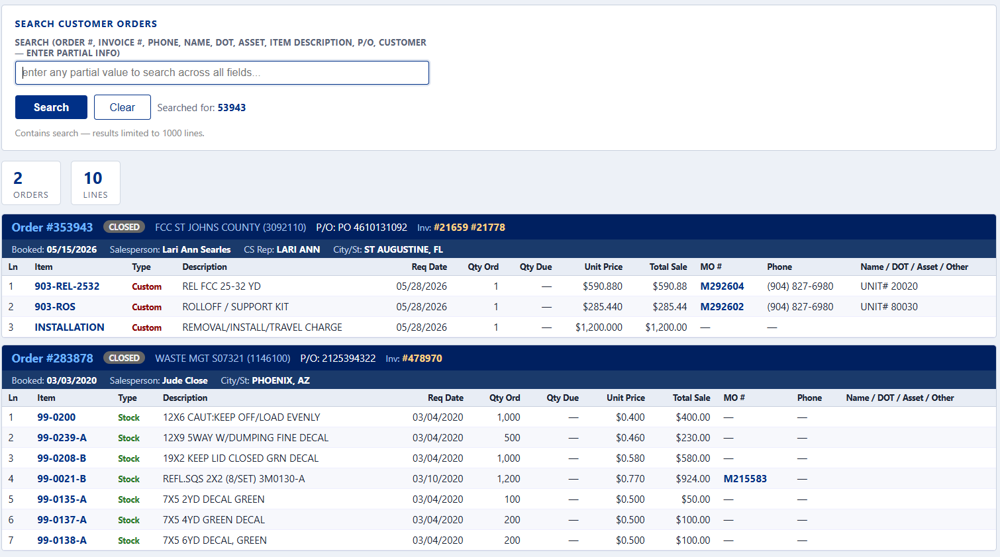 SEARCH CUSTOMER ORDERS
SEARCH (ORDER #, INVOICE #, PHONE, NAME, DOT, ASSET, ITEM DESCRIPTION, P/O, CUSTOMER
— ENTER PARTIAL INFO)
enter any partial value to search across all fields...
Search Clear Searched for: 53943
Contains search — results limited to 1000 lines.
2 10
ORDERS LINES
Order #353943 CLOSED FCC ST JOHNS COUNTY (3092110) P/O: PO 4610131092 Inv: #21659 #21778
Booked: 05/15/2026 Salesperson: Lari Ann Searles CS Rep: LARI ANN City/St: ST AUGUSTINE, FL
Ln Item Type Description Req Date Qty Ord Qty Due Unit Price Total Sale MO # Phone Name / DOT / Asset / Other
1 903-REL-2532 Custom REL FCC 25-32 YD 05/28/2026 1 — $590.880 $590.88 M292604 (904) 827-6980 UNIT# 20020
2 903-ROS Custom ROLLOFF / SUPPORT KIT 05/28/2026 1 — $285.440 $285.44 M292602 (904) 827-6980 UNIT# 80030
3 INSTALLATION Custom REMOVAL/INSTALL/TRAVEL CHARGE 05/28/2026 1 — $1,200.000 $1,200.00 — —
Order #283878 CLOSED WASTE MGT S07321 (1146100) P/O: 2125394322 Inv: #478970
Booked: 03/03/2020 Salesperson: Jude Close City/St: PHOENIX, AZ
Ln Item Type Description Req Date Qty Ord Qty Due Unit Price Total Sale MO # Phone Name / DOT / Asset / Other
1 99-0200 Stock 12X6 CAUT:KEEP OFF/LOAD EVENLY 03/04/2020 1,000 — $0.400 $400.00 — —
2 99-0239-A Stock 12X9 5WAY W/DUMPING FINE DECAL 03/04/2020 500 — $0.460 $230.00 — —
3 99-0208-B Stock 19X2 KEEP LID CLOSED GRN DECAL 03/04/2020 1,000 — $0.580 $580.00 — —
4 99-0021-B Stock REFL.SQS 2X2 (8/SET) 3M0130-A 03/10/2020 1,200 — $0.770 $924.00 M215583 —
5 99-0135-A Stock 7X5 2YD DECAL GREEN 03/04/2020 100 — $0.500 $50.00 — —
6 99-0137-A Stock 7X5 4YD GREEN DECAL 03/04/2020 200 — $0.500 $100.00 — —
7 99-0138-A Stock 7X5 6YD DECAL, GREEN 03/04/2020 200 — $0.500 $100.00 — —